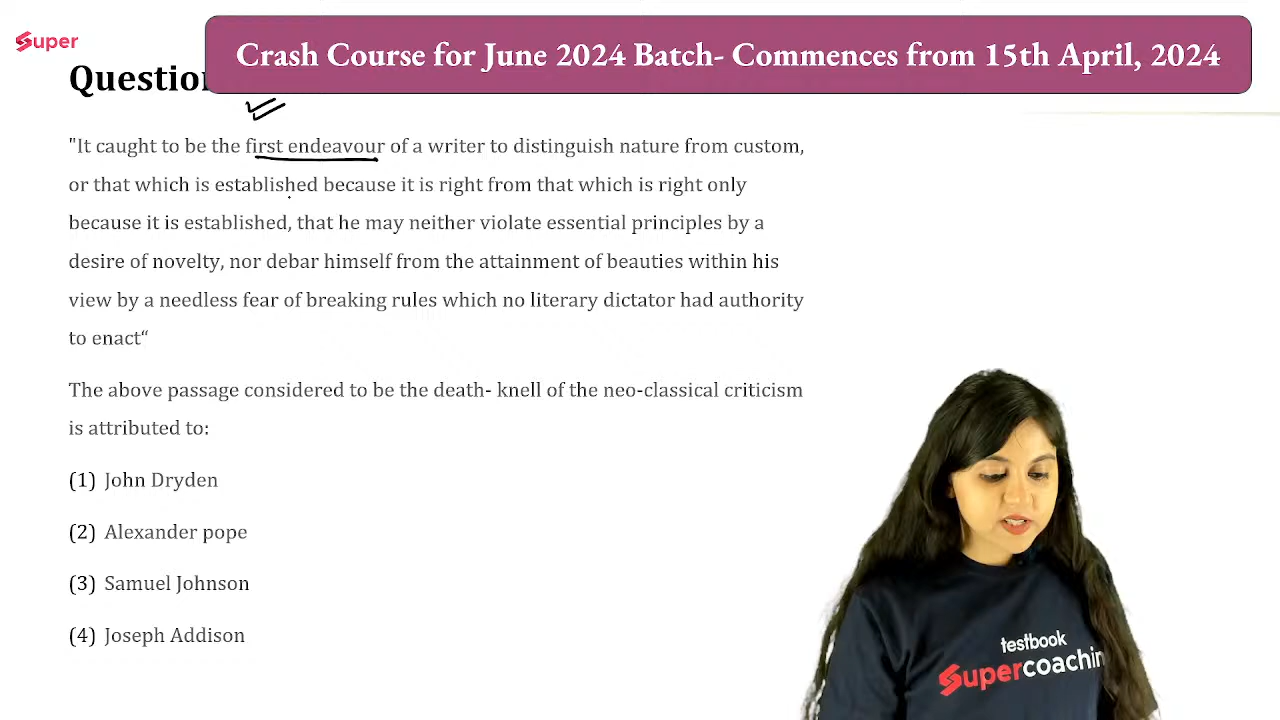 Super
Crash Course for June 2024 Batch- Commences from 15th April, 2024
Question
"It caught to be the first endeavour of a writer to distinguish nature from custom,
or that which is established because it is right from that which is right only
because it is established, that he may neither violate essential principles by a
desire of novelty, nor debar himself from the attainment of beauties within his
view by a needless fear of breaking rules which no literary dictator had authority
to enact“
The above passage considered to be the death- knell of the neo-classical criticism
is attributed to:
(1) John Dryden
(2) Alexander pope
(3) Samuel Johnson
(4) Joseph Addison
testbook
Supercoachin